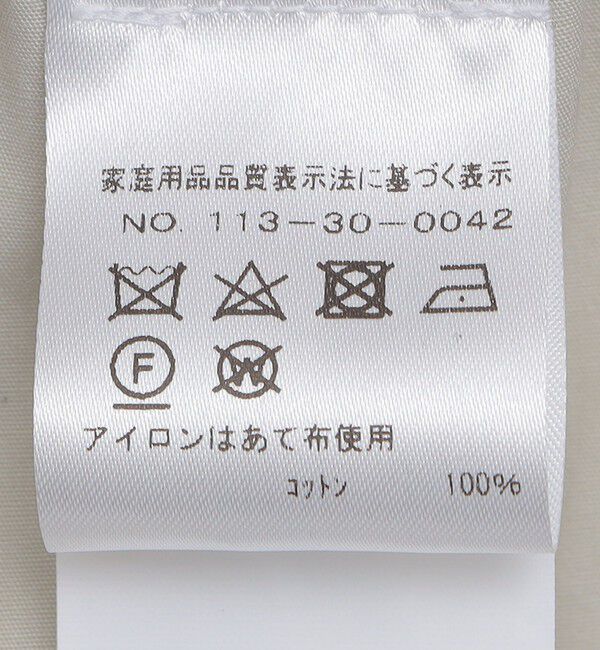 家庭用品品質表示法に基づく表示
NO. 113-30-0042
F W
アイロンはあて布使用
コットン 100%